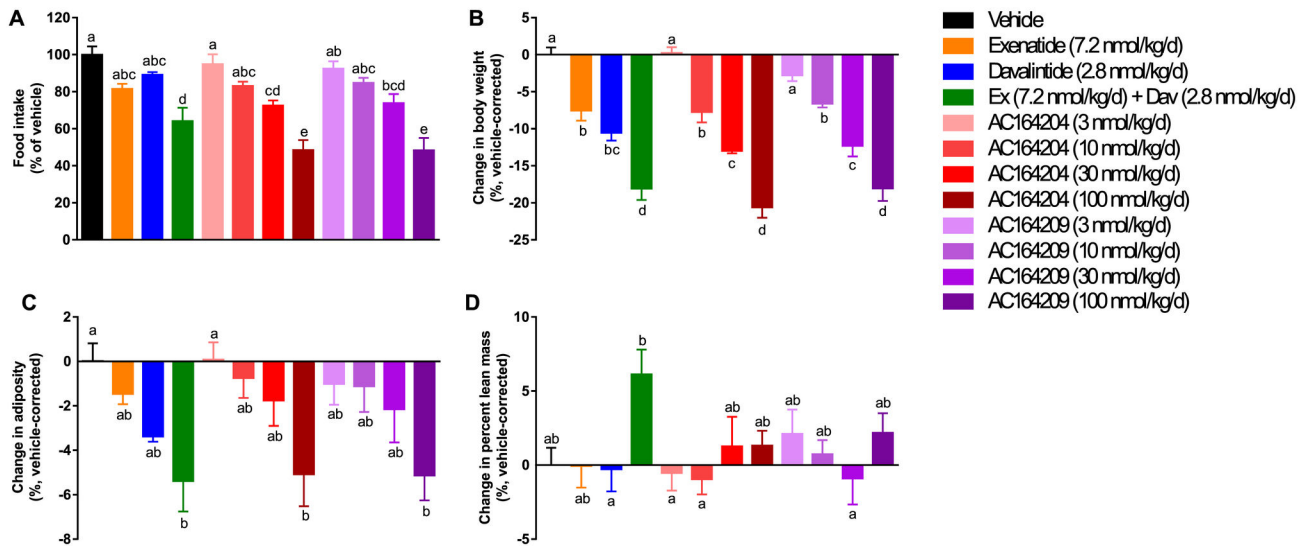 A
Food intake
(% of vehicle)
120
100
80
60
40
20
0
a
abc
abc
d
a
abc
cd
e
ab
abc
bcd
e
B
Change in body weight
(%, vehicle-corrected)
5
0
-5
-10
-15
-20
-25
a
b
bc
d
a
b
c
d
a
b
c
d
Vehicle
Exenatide (7.2 nmol/kg/d)
Davalintide (2.8 nmol/kg/d)
Ex (7.2 nmol/kg/d) + Dav (2.8 nmol/kg/d)
AC164204 (3 nmol/kg/d)
AC164204 (10 nmol/kg/d)
AC164204 (30 nmol/kg/d)
AC164204 (100 nmol/kg/d)
AC164209 (3 nmol/kg/d)
AC164209 (10 nmol/kg/d)
AC164209 (30 nmol/kg/d)
AC164209 (100 nmol/kg/d)
C
Change in adiposity
(%, vehicle-corrected)
2
0
-2
-4
-6
-8
a
ab
ab
b
a
ab
ab
b
ab
ab
ab
b
D
Change in percent lean mass
(%, vehicle-corrected)
10
5
0
-5
ab
ab
a
b
a
a
ab
ab
ab
ab
a
ab